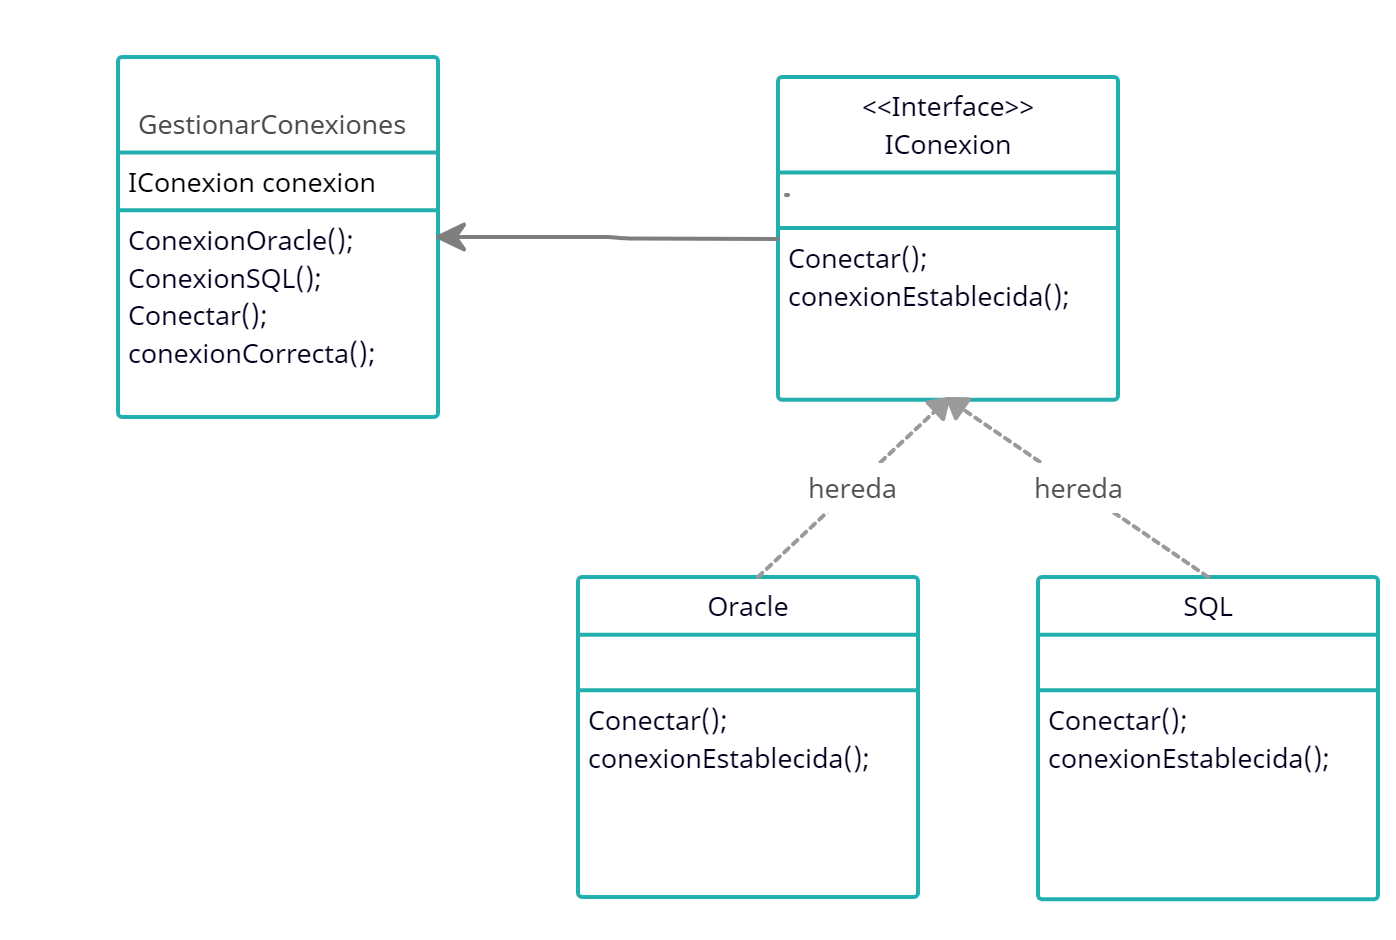 GestionarConexiones
IConexion conexion
ConexionOracle();
ConexionSQL();
Conectar();
conexionCorrecta();
<<Interface>>
IConexion
-
Conectar();
conexionEstablecida();
hereda
hereda
Oracle
Conectar();
conexionEstablecida();
SQL
Conectar();
conexionEstablecida();